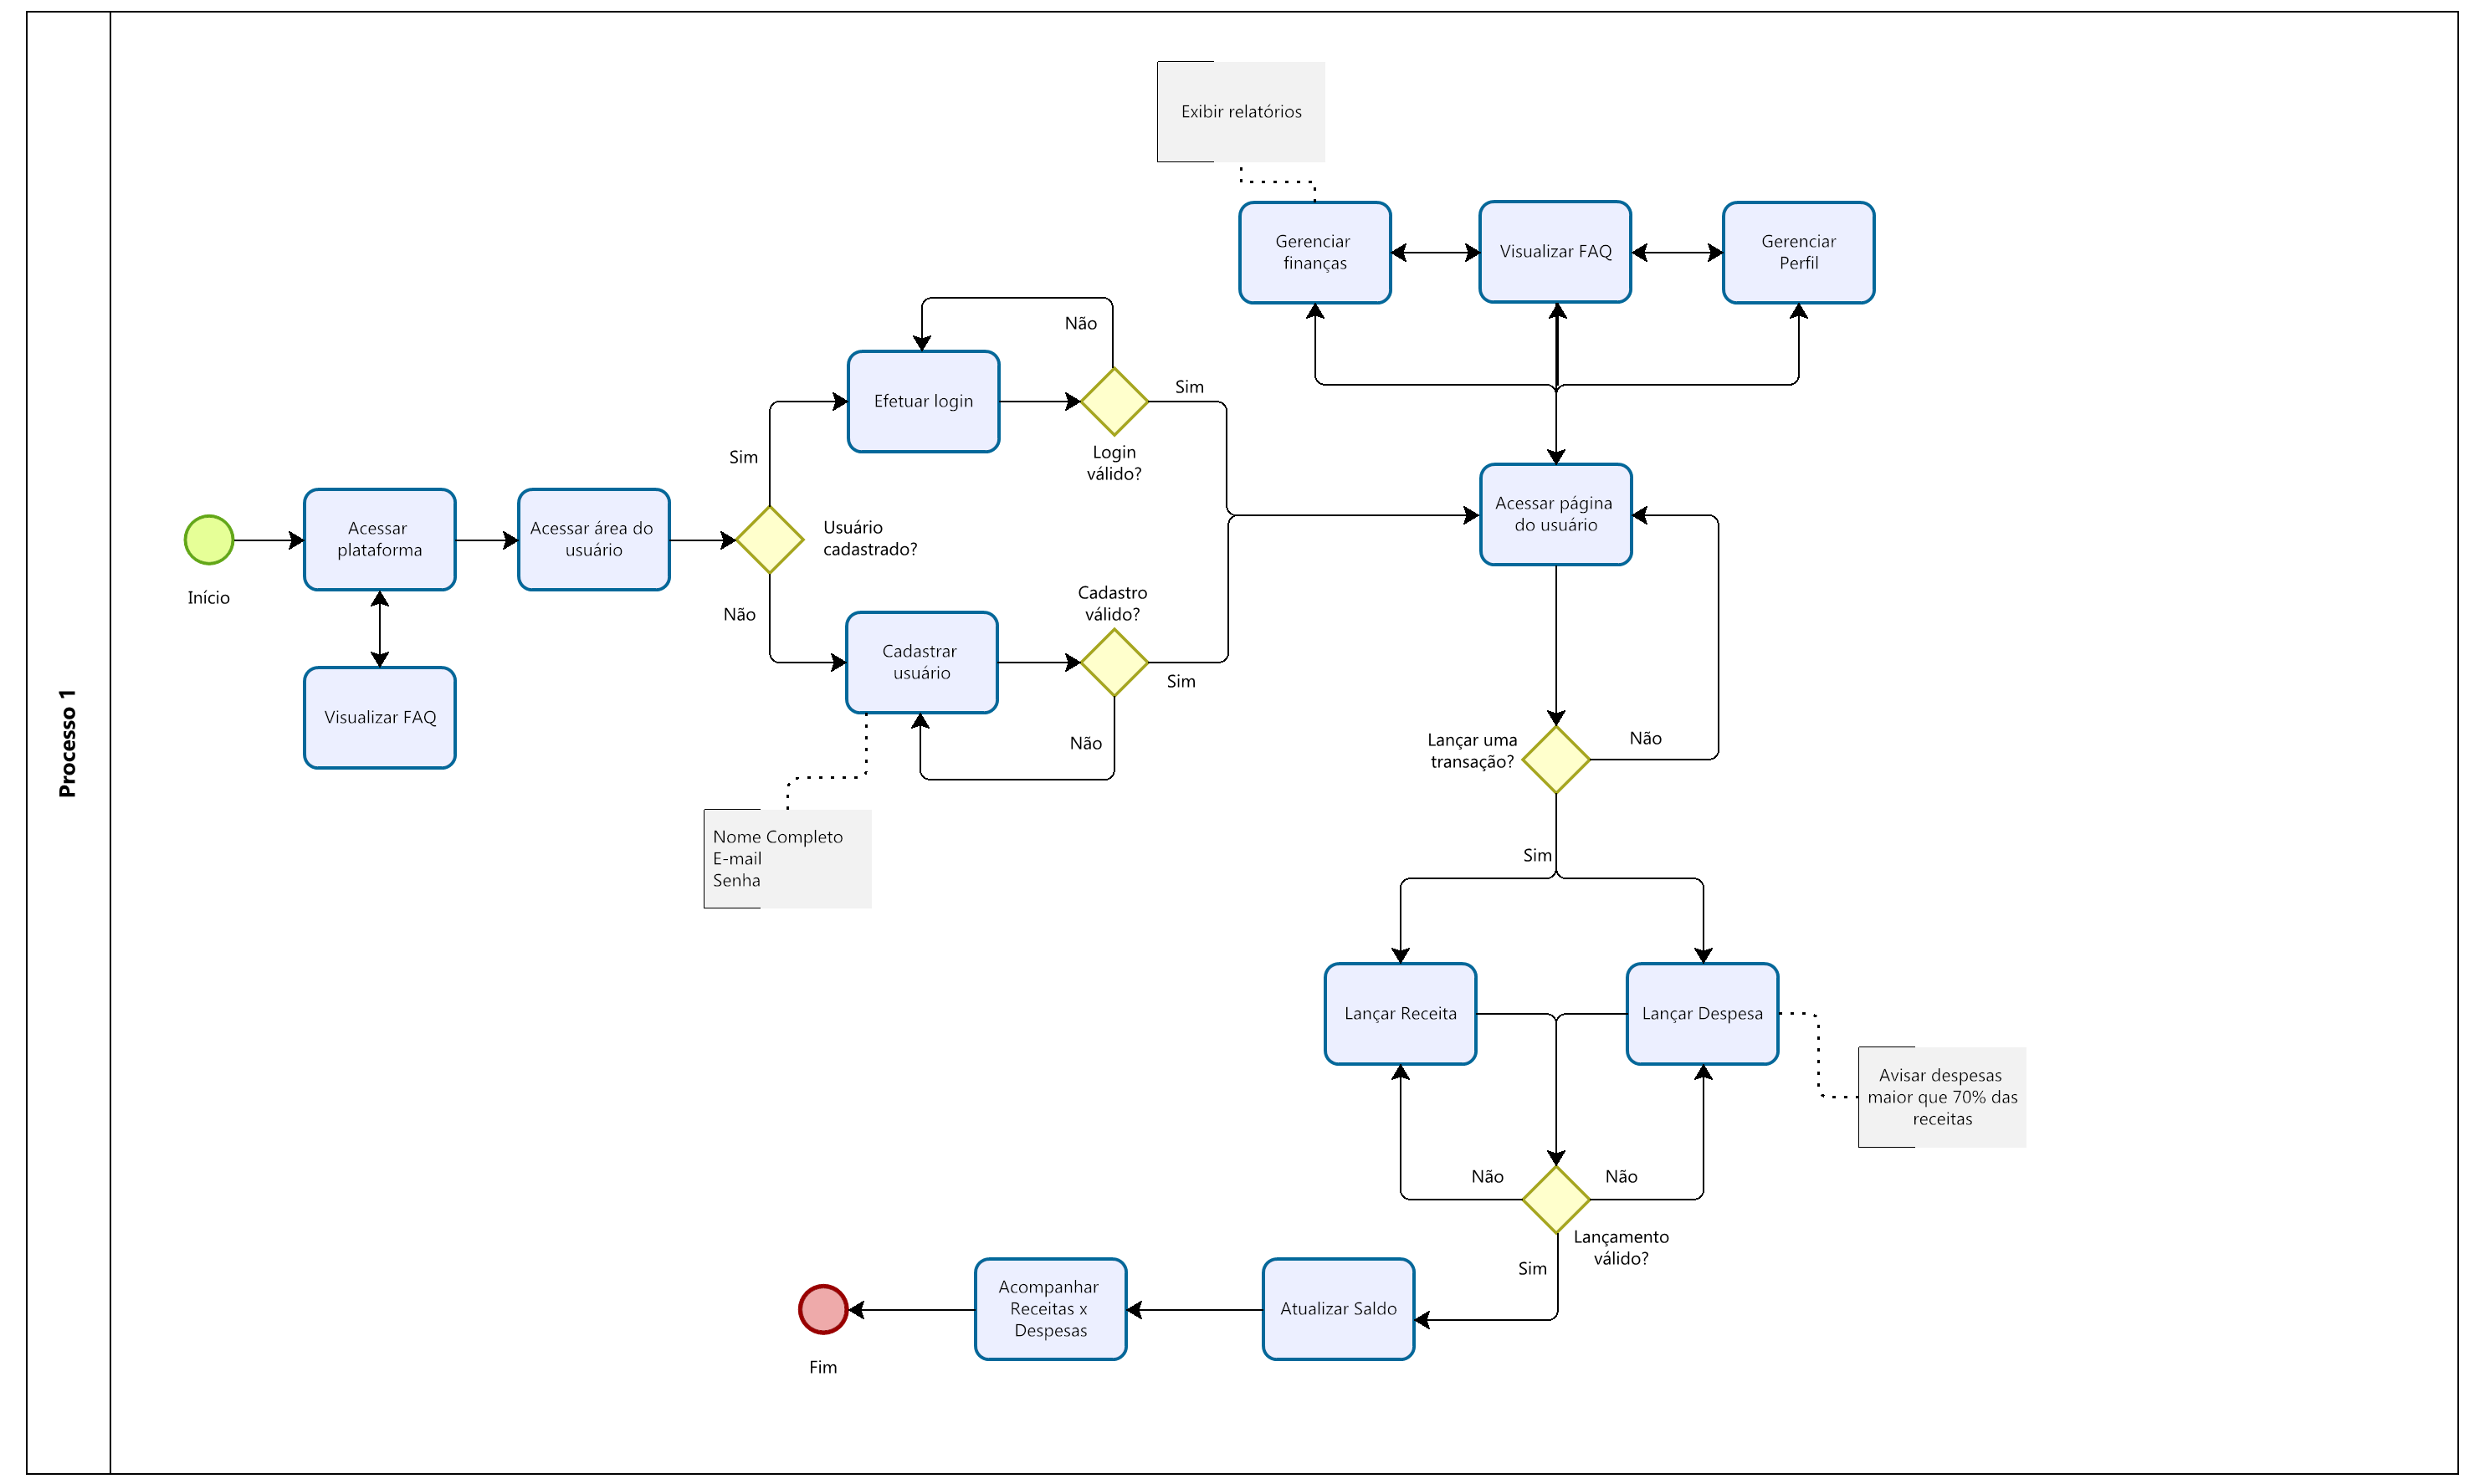 Processo 1
Exibir relatórios
Gerenciar
finanças
Visualizar FAQ
Gerenciar
Perfil
Não
Efetuar login
Sim
Login
válido?
Sim
Acessar
plataforma
Acessar área do
usuário
Usuário
cadastrado?
Acessar página
do usuário
Início
Não
Cadastro
válido?
Cadastrar
usuário
Sim
Visualizar FAQ
Não
Lançar uma
transação?
Não
Nome Completo
E-mail
Senha
Sim
Lançar Receita
Lançar Despesa
Avisar despesas
maior que 70% das
receitas
Não
Não
Lançamento
válido?
Sim
Acompanhar
Receitas x
Despesas
Atualizar Saldo
Fim